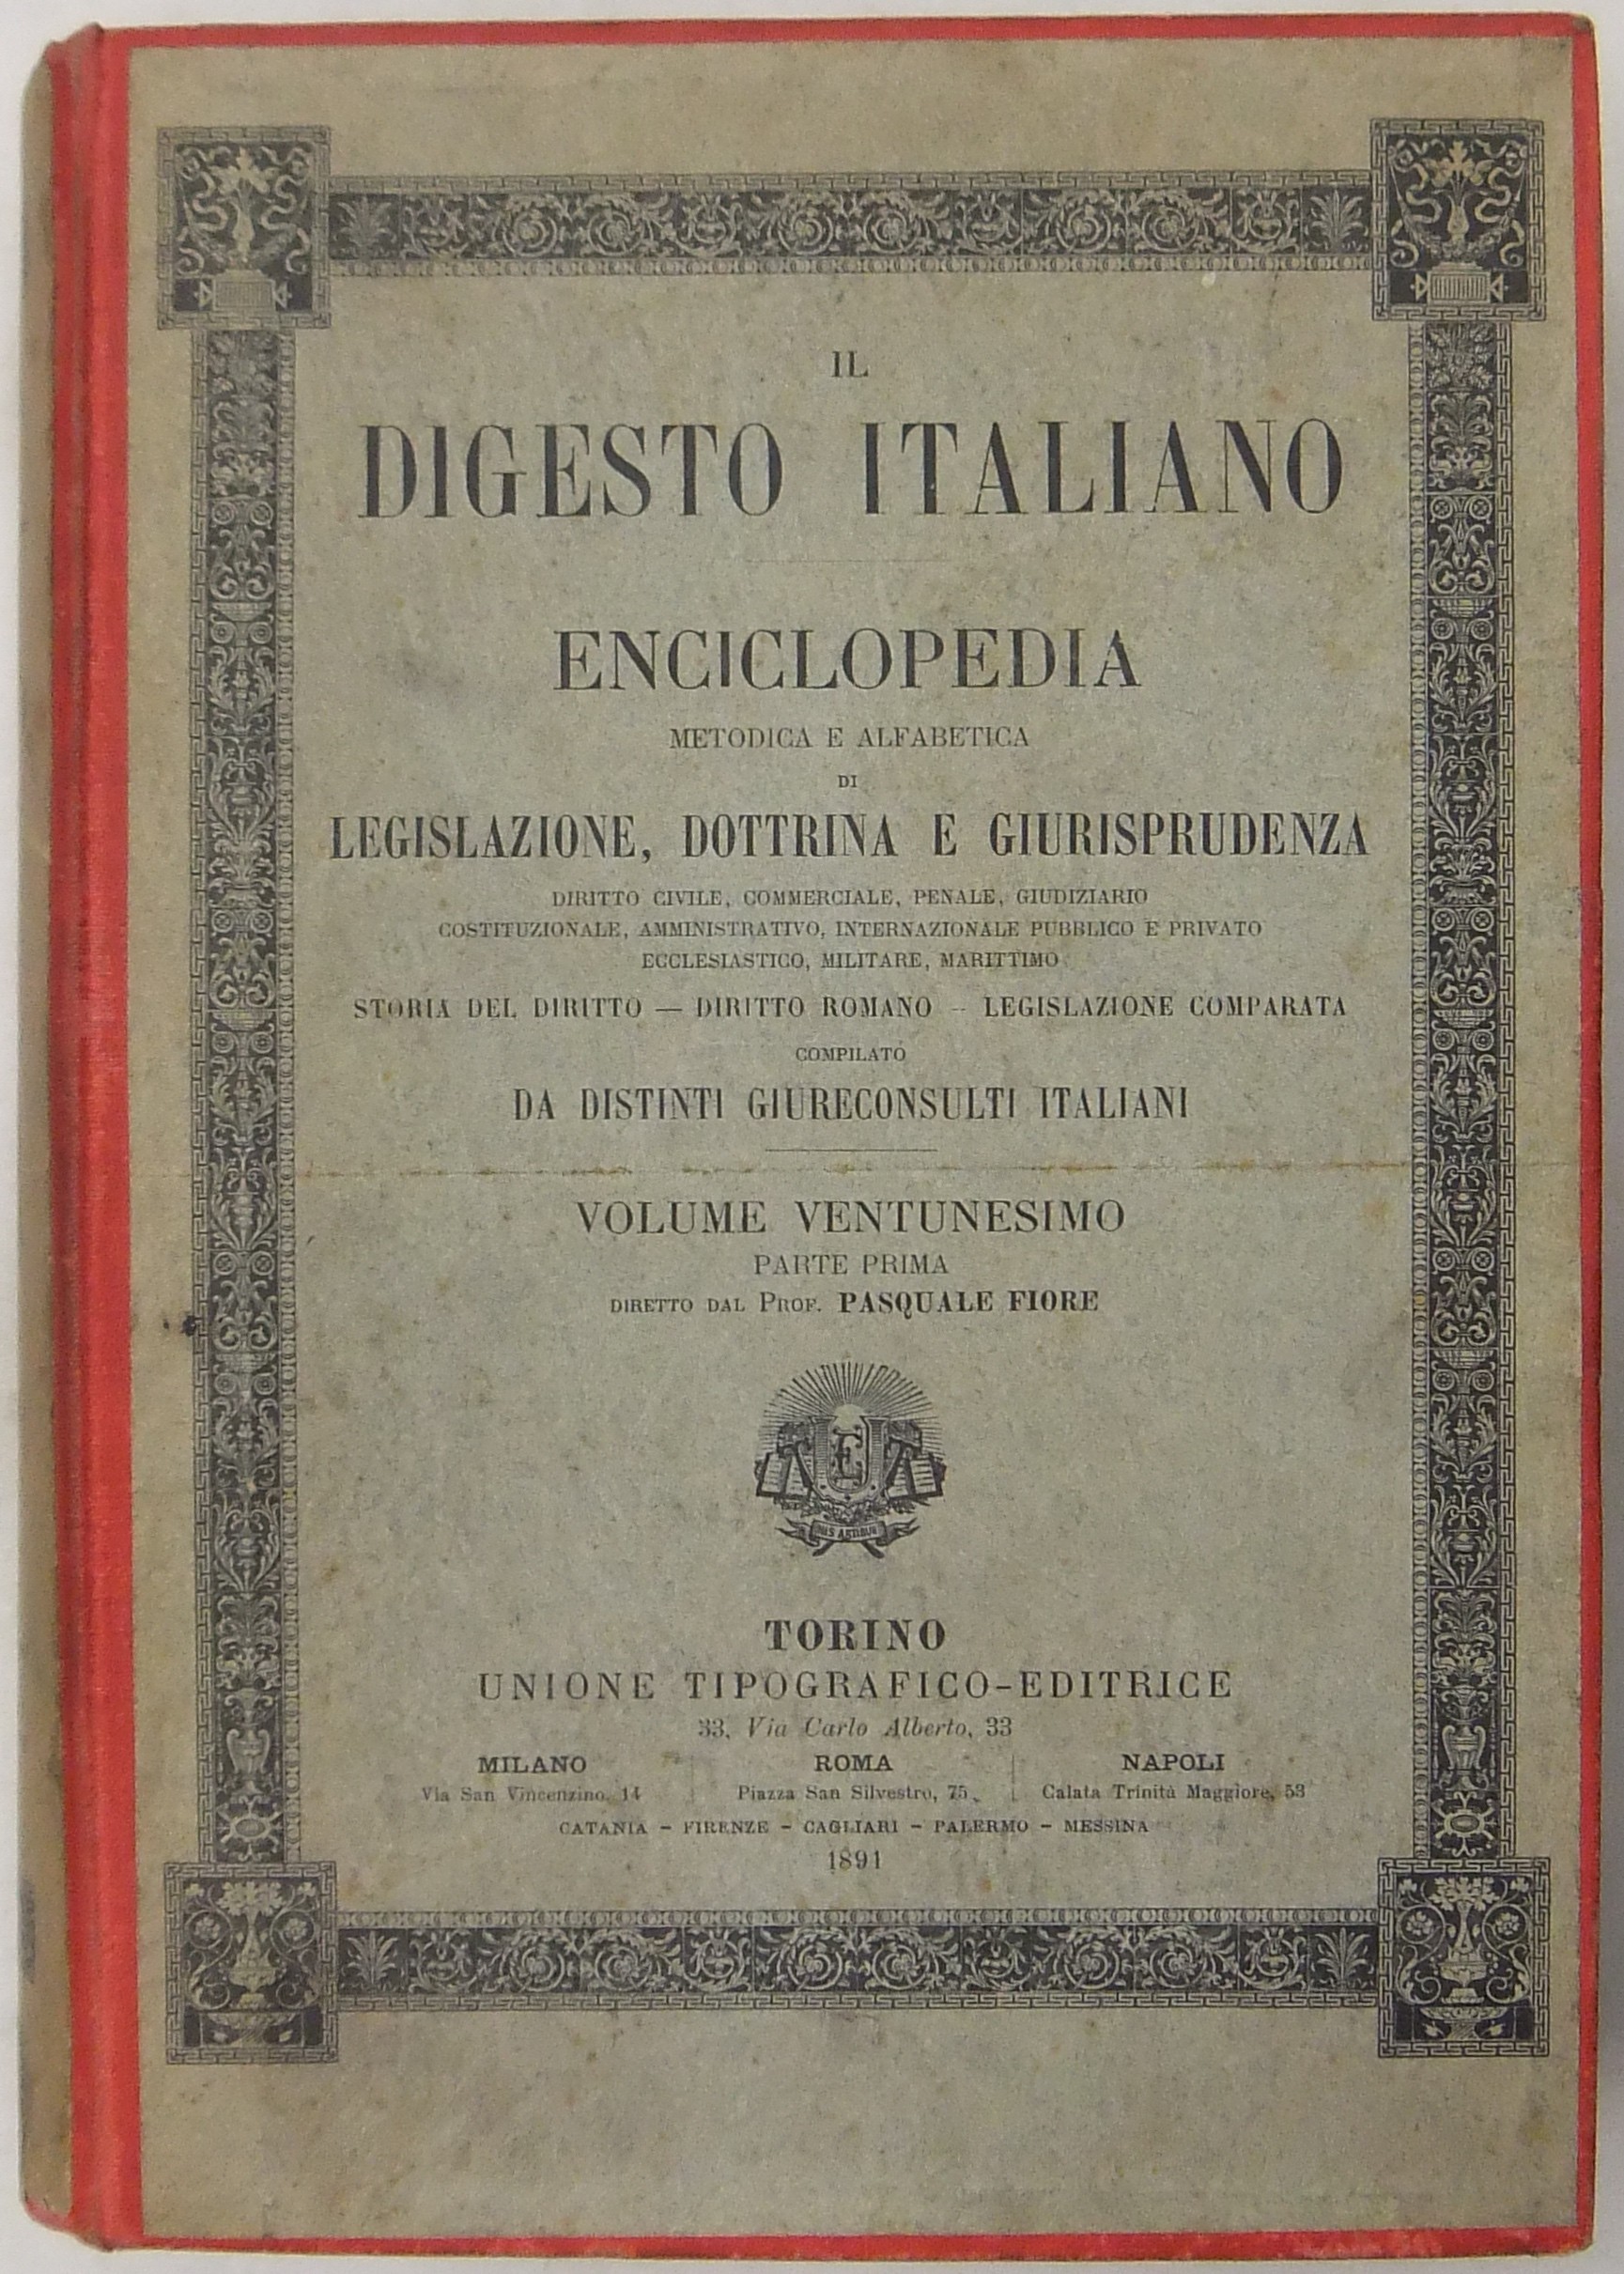 IL
DIGESTO ITALIANO
ENCICLOPEDIA
METODICA E ALFABETICA
DI
LEGISLAZIONE, DOTTRINA E GIURISPRUDENZA
DIRITTO CIVILE, COMMERCIALE, PENALE, GIUDIZIARIO
COSTITUZIONALE, AMMINISTRATIVO, INTERNAZIONALE PUBBLICO E PRIVATO
ECCLESIASTICO, MILITARE, MARITTIMO
STORIA DEL DIRITTO — DIRITTO ROMANO — LEGISLAZIONE COMPARATA
COMPILATO
DA DISTINTI GIURECONSULTI ITALIANI
VOLUME VENTUNESIMO
PARTE PRIMA
DIRETTO DAL PROF. PASQUALE FIORE
TORINO
UNIONE TIPOGRAFICO-EDITRICE
33, Via Carlo Alberto, 33
MILANO ROMA NAPOLI
Via San Vincenzino, 14 Piazza San Silvestro, 75 Calata Trinità Maggiore, 53
CATANIA - FIRENZE - CAGLIARI - PALERMO - MESSINA
1891